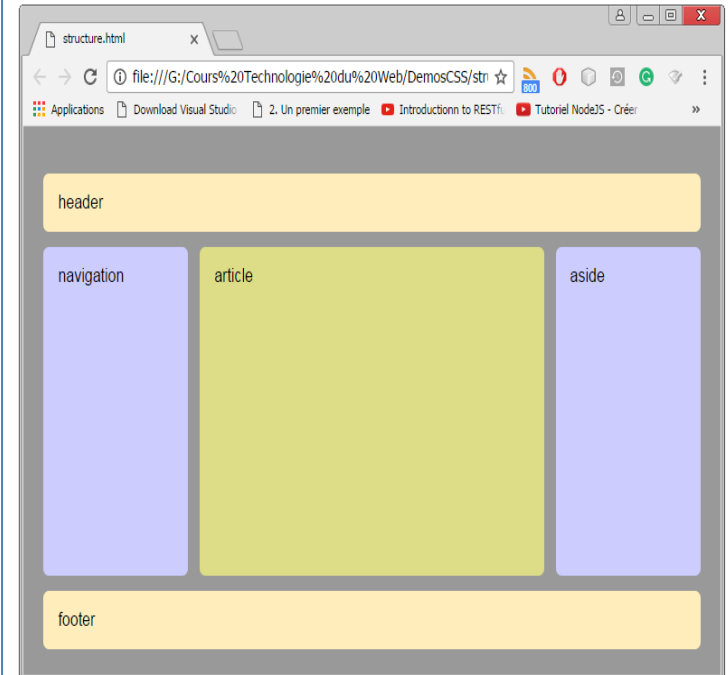 structure.html
file:///G:/Cours%20Technologie%20du%20Web/DemosCSS/stru
800
Applications Download Visual Studio 2. Un premier exemple Introductionn to RESTfu Tutoriel NodeJS - Créer »
header
navigation article aside
footer